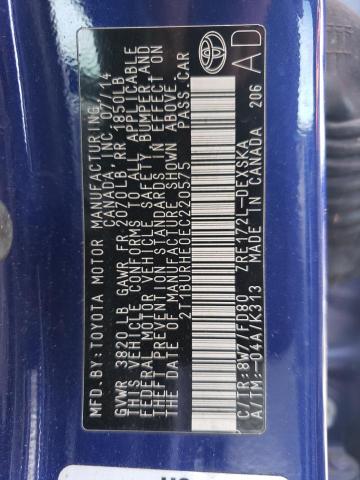 MFD. BY: TOYOTA MOTOR MANUFACTURING
CANADA, INC. 07/14
GVWR 3820 LB GAWR FR 2070LB, RR 1850LB
THIS VEHICLE CONFORMS TO ALL APPLICABLE
FEDERAL MOTOR VEHICLE SAFETY, BUMPER, AND
THEFT PREVENTION STANDARDS IN EFFECT ON
THE DATE OF MANUFACTURE SHOWN ABOVE.
2T1BURHE0EC220575 PASS.CAR
C/TR:8W7/FD80 ZRE172L-DEXSKA
A/TM:-04A/K313 MADE IN CANADA 206
AD